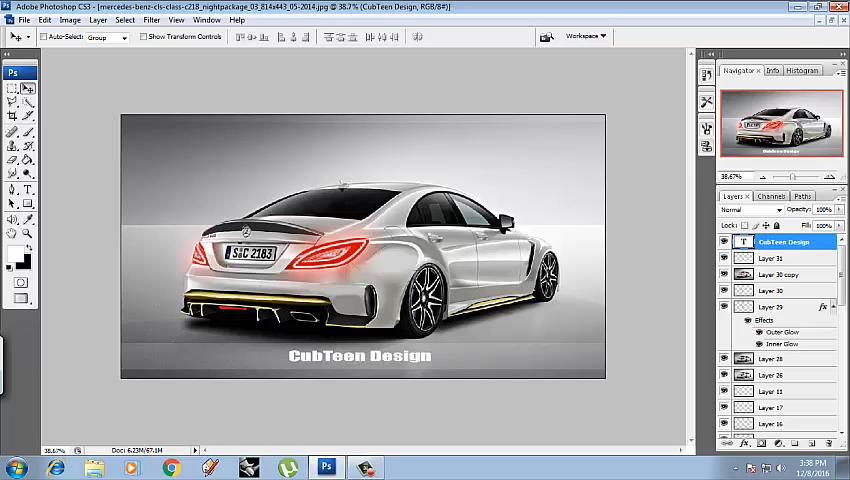 Adobe Photoshop CS3 - [mercedes-benz-cls-class-c218_nightpackage_03_814x443_05-2014.jpg @ 38.7% (CubTeen Design, RGB/8#)]
File Edit Image Layer Select Filter View Window Help
Auto-Select: Group Show Transform Controls Workspace
Ps
Navigator Info Histogram
38.67%
Layers Channels Paths
Normal Opacity: 100%
Lock: Fill: 100%
T CubTeen Design
Layer 31
Layer 30 copy
Layer 30
Layer 29 fx
Effects
Outer Glow
Inner Glow
Layer 28
Layer 26
Layer 11
Layer 17
Layer 16
S:C 2183
CubTeen Design
38.67% Doc: 6.23M/67.1M
Ps
3:38 PM
12/8/2016